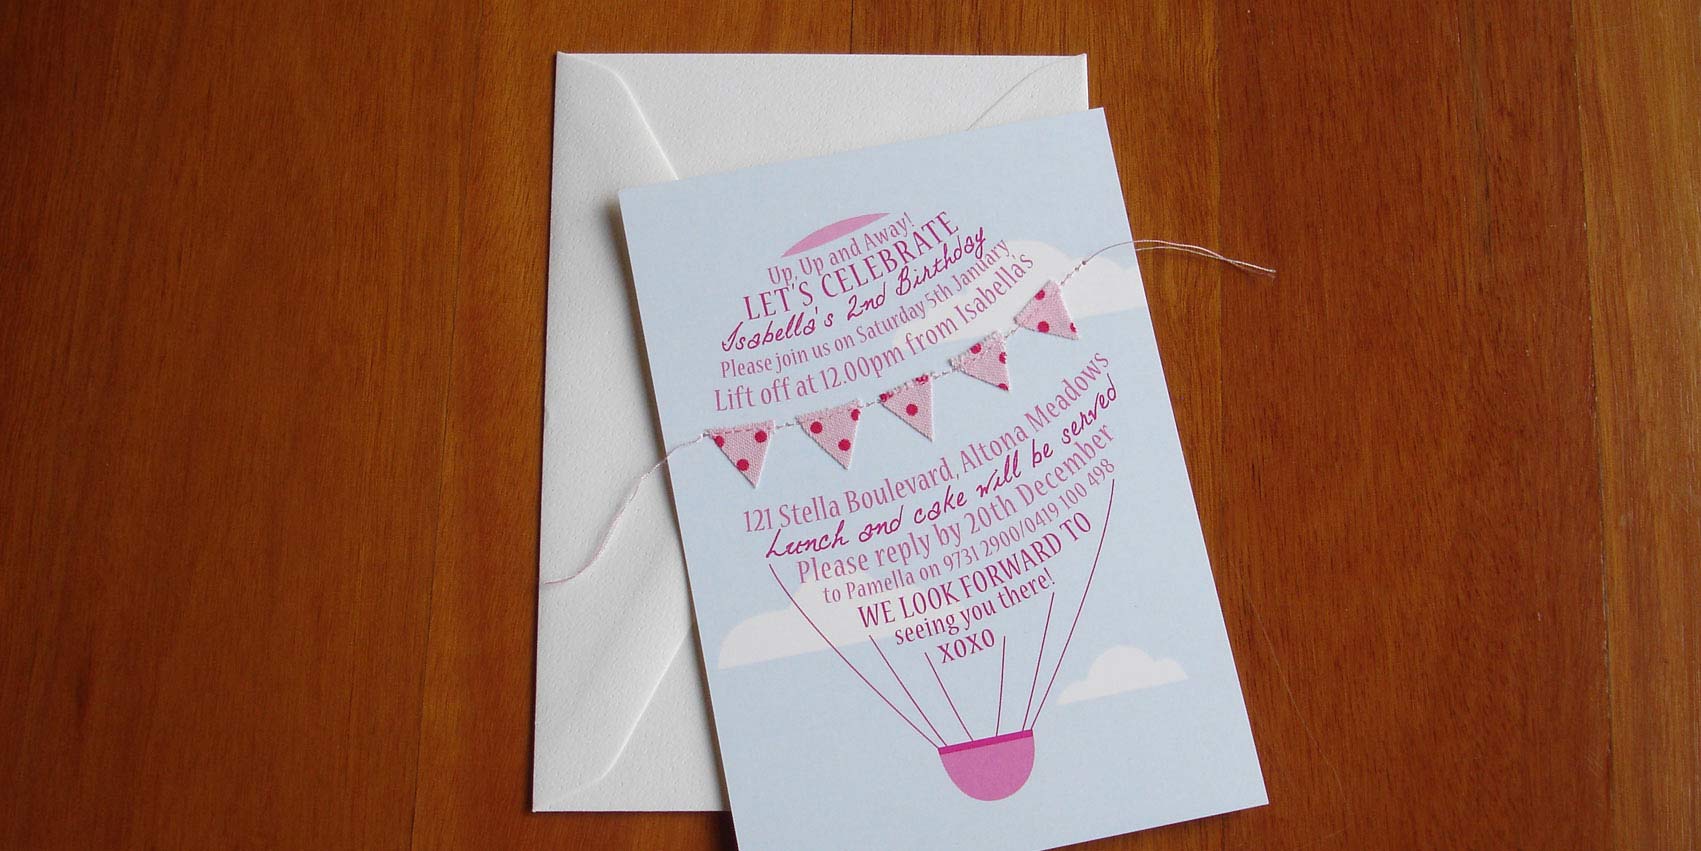 Up, Up and Away!
LET'S CELEBRATE
Isabella's 2nd Birthday
Please join us on Saturday 5th January
Lift off at 12.00pm from Isabella's
121 Stella Boulevard, Altona Meadows
Lunch and cake will be served
Please reply by 20th December
to Pamella on 9731 2900/0419 100 498
WE LOOK FORWARD TO
seeing you there!
XOXO